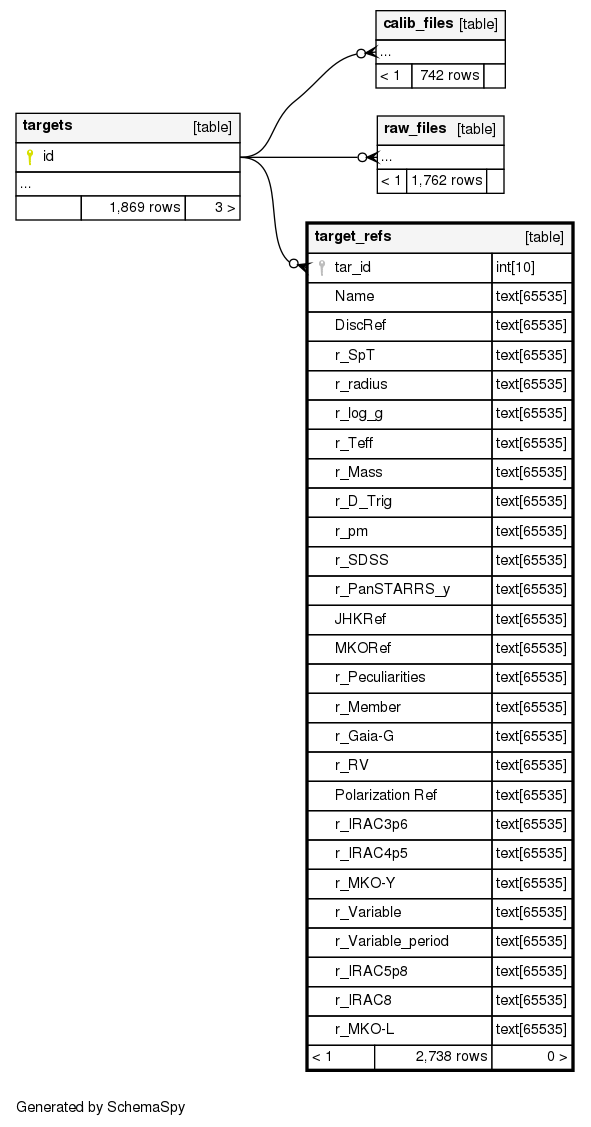 calib_files [table]
...
< 1 742 rows
targets [table]
id
...
1,869 rows 3 >
raw_files [table]
...
< 1 1,762 rows
target_refs [table]
tar_id int[10]
Name text[65535]
DiscRef text[65535]
r_SpT text[65535]
r_radius text[65535]
r_log_g text[65535]
r_Teff text[65535]
r_Mass text[65535]
r_D_Trig text[65535]
r_pm text[65535]
r_SDSS text[65535]
r_PanSTARRS_y text[65535]
JHKRef text[65535]
MKORef text[65535]
r_Peculiarities text[65535]
r_Member text[65535]
r_Gaia-G text[65535]
r_RV text[65535]
Polarization Ref text[65535]
r_IRAC3p6 text[65535]
r_IRAC4p5 text[65535]
r_MKO-Y text[65535]
r_Variable text[65535]
r_Variable_period text[65535]
r_IRAC5p8 text[65535]
r_IRAC8 text[65535]
r_MKO-L text[65535]
< 1 2,738 rows 0 >
Generated by SchemaSpy